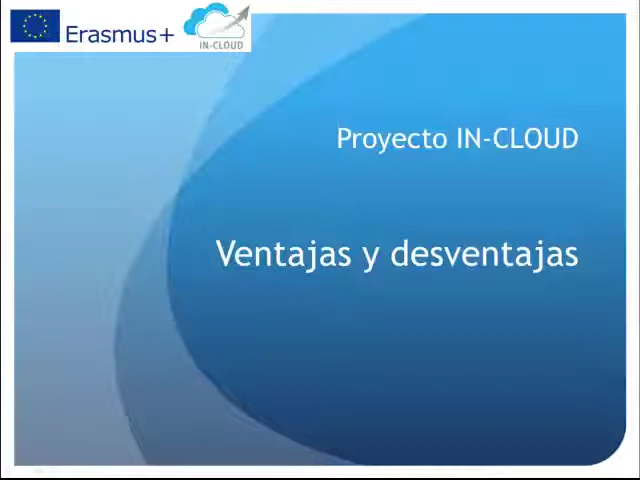 Erasmus+
IN-CLOUD
Proyecto IN-CLOUD
Ventajas y desventajas